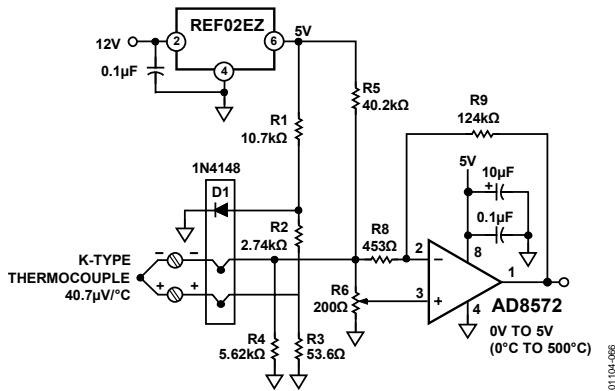 REF02EZ
12V
2
6
5V
4
0.1µF
R1
10.7kΩ
R5
40.2kΩ
R9
124kΩ
1N4148
D1
5V
10µF
+
0.1µF
R2
2.74kΩ
R8
453Ω
2
8
1
3
4
K-TYPE
THERMOCOUPLE
40.7µV/°C
– –
+ +
R6
200Ω
–
+
AD8572
R4
5.62kΩ
R3
53.6Ω
0V TO 5V
(0°C TO 500°C)
01104-066